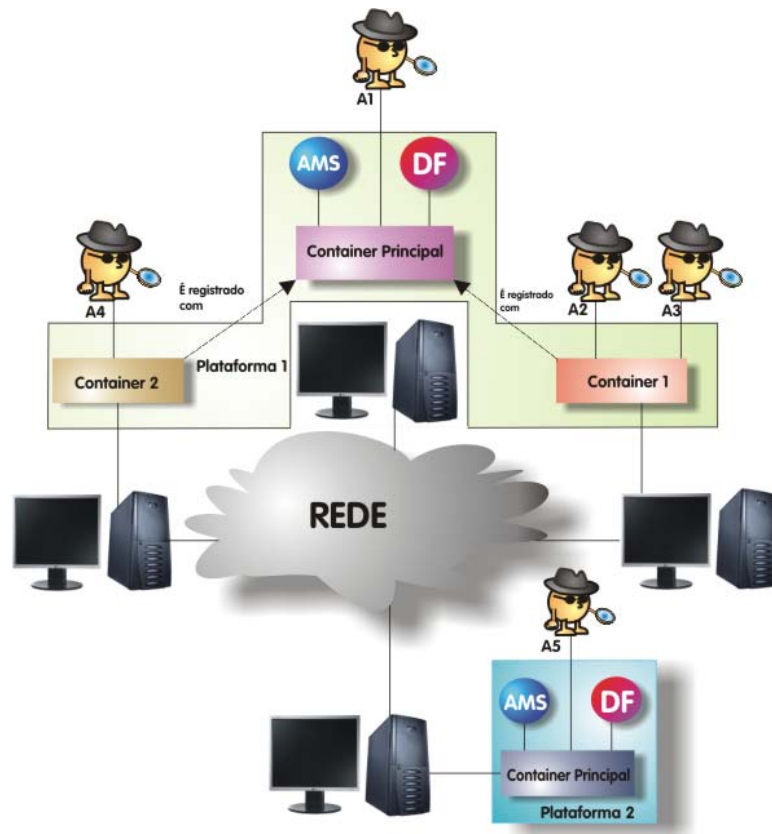 A1
AMS
DF
Container Principal
A4
É registrado
com
É registrado
com
A2
A3
Container 2
Plataforma 1
Container 1
REDE
A5
AMS
DF
Container Principal
Plataforma 2